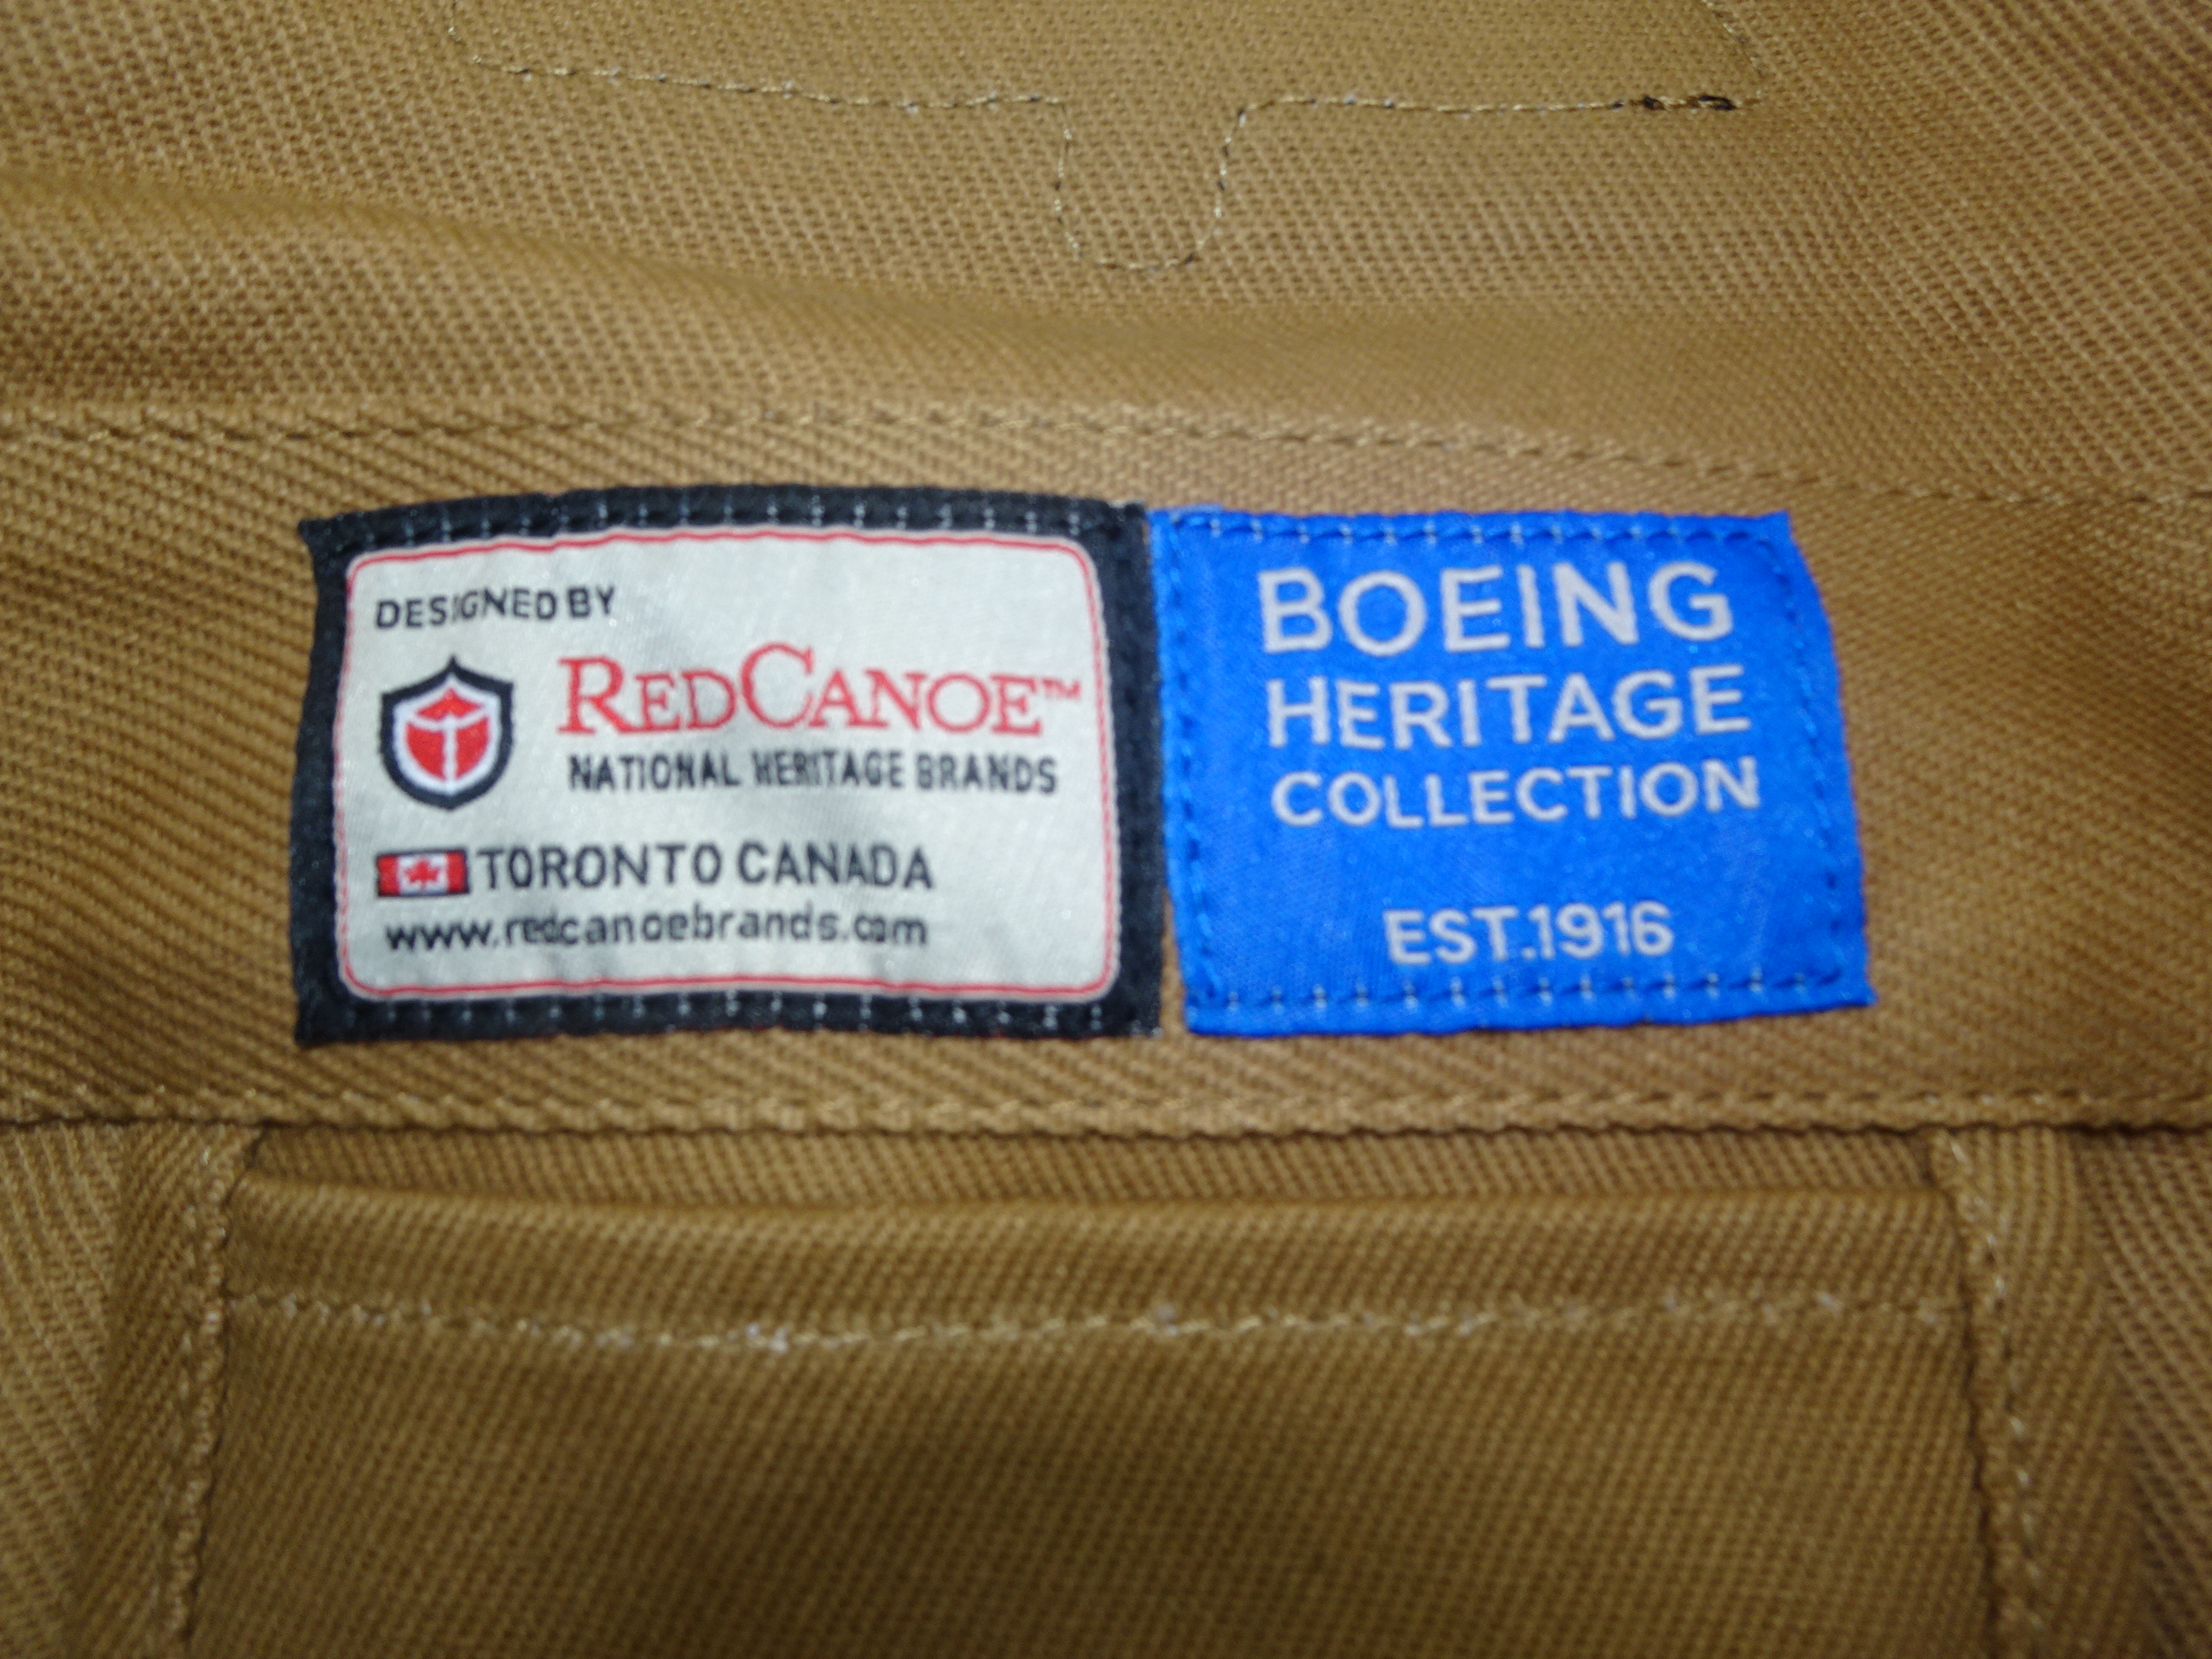 DESIGNED BY
REDCANOE™
NATIONAL HERITAGE BRANDS
TORONTO CANADA
www.redcanoebrands.com
BOEING
HERITAGE
COLLECTION
EST.1916